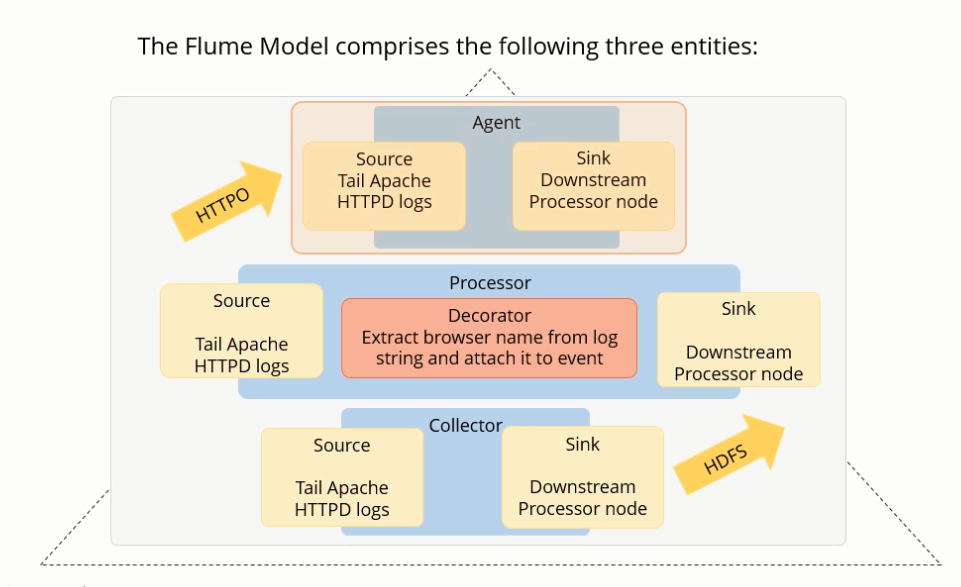 The Flume Model comprises the following three entities:
Agent
Source
Tail Apache
HTTPD logs
Sink
Downstream
Processor node
HTTPO
Processor
Source
Tail Apache
HTTPD logs
Decorator
Extract browser name from log
string and attach it to event
Sink
Downstream
Processor node
Collector
Source
Tail Apache
HTTPD logs
Sink
Downstream
Processor node
HDFS